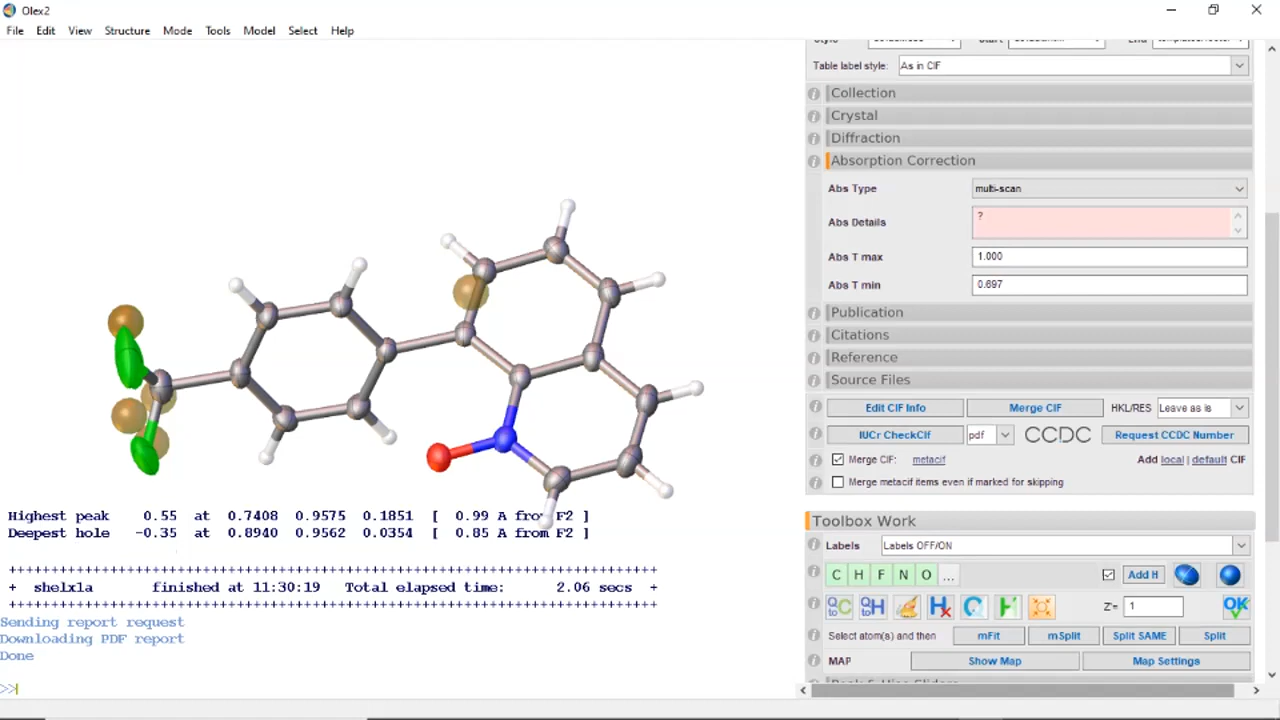 Olex2
File Edit View Structure Mode Tools Model Select Help
Table label style: As in CIF
Collection
Crystal
Diffraction
Absorption Correction
Abs Type multi-scan
Abs Details ?
Abs T max 1.000
Abs T min 0.697
Publication
Citations
Reference
Source Files
Edit CIF Info Merge CIF HKL/RES Leave as is
IUCr CheckCIf pdf CCDC Request CCDC Number
Merge CIF: metacif Add local | default CIF
Merge metacif items even if marked for skipping
Toolbox Work
Labels Labels OFF/ON
C H F N O ... Add H
Q to C Q to H H Z'= 1 OK
Select atom(s) and then mFit mSplit Split SAME Split
MAP Show Map Map Settings
Highest peak 0.55 at 0.7408 0.9575 0.1851 [ 0.99 A from F2 ]
Deepest hole -0.35 at 0.8940 0.9562 0.0354 [ 0.85 A from F2 ]
+++++++++++++++++++++++++++++++++++++++++++++++++++++++++++++++++++++++
+ shelxla finished at 11:30:19 Total elapsed time: 2.06 secs +
+++++++++++++++++++++++++++++++++++++++++++++++++++++++++++++++++++++++
Sending report request
Downloading PDF report
Done
>>